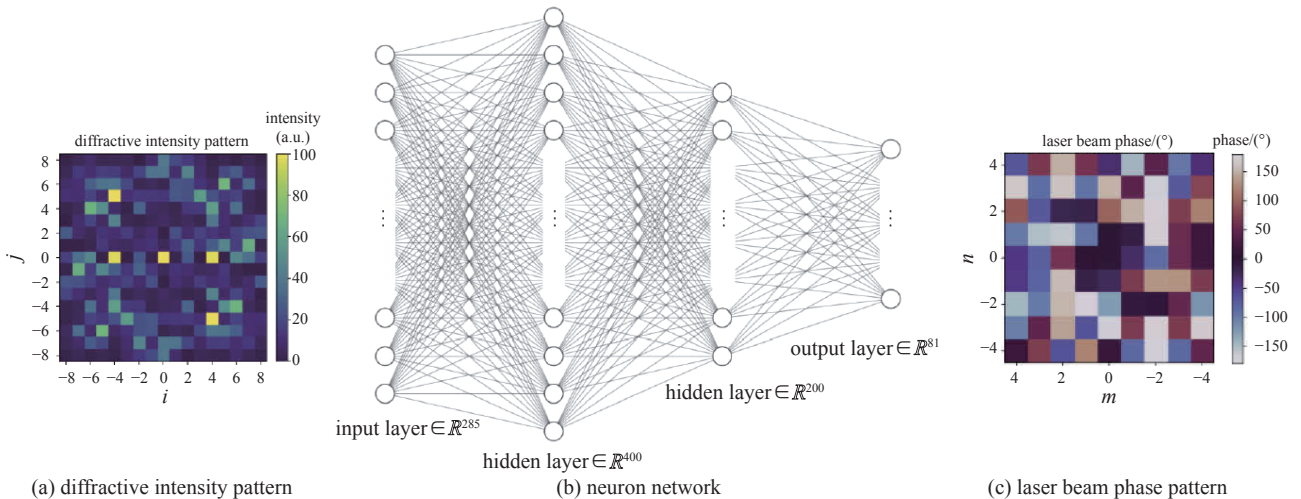 diffractive intensity pattern
intensity
(a.u.)
100
80
60
40
20
0
8
6
4
2
0
−2
−4
−6
−8
j
−8 −6 −4 −2 0 2 4 6 8
i
(a) diffractive intensity pattern
...
...
...
...
input layer∈ℝ²⁸⁵
hidden layer∈ℝ⁴⁰⁰
hidden layer∈ℝ²⁰⁰
output layer∈ℝ⁸¹
(b) neuron network
laser beam phase/(°)
phase/(°)
150
100
50
0
−50
−100
−150
4
2
0
−2
−4
n
4 2 0 −2 −4
m
(c) laser beam phase pattern